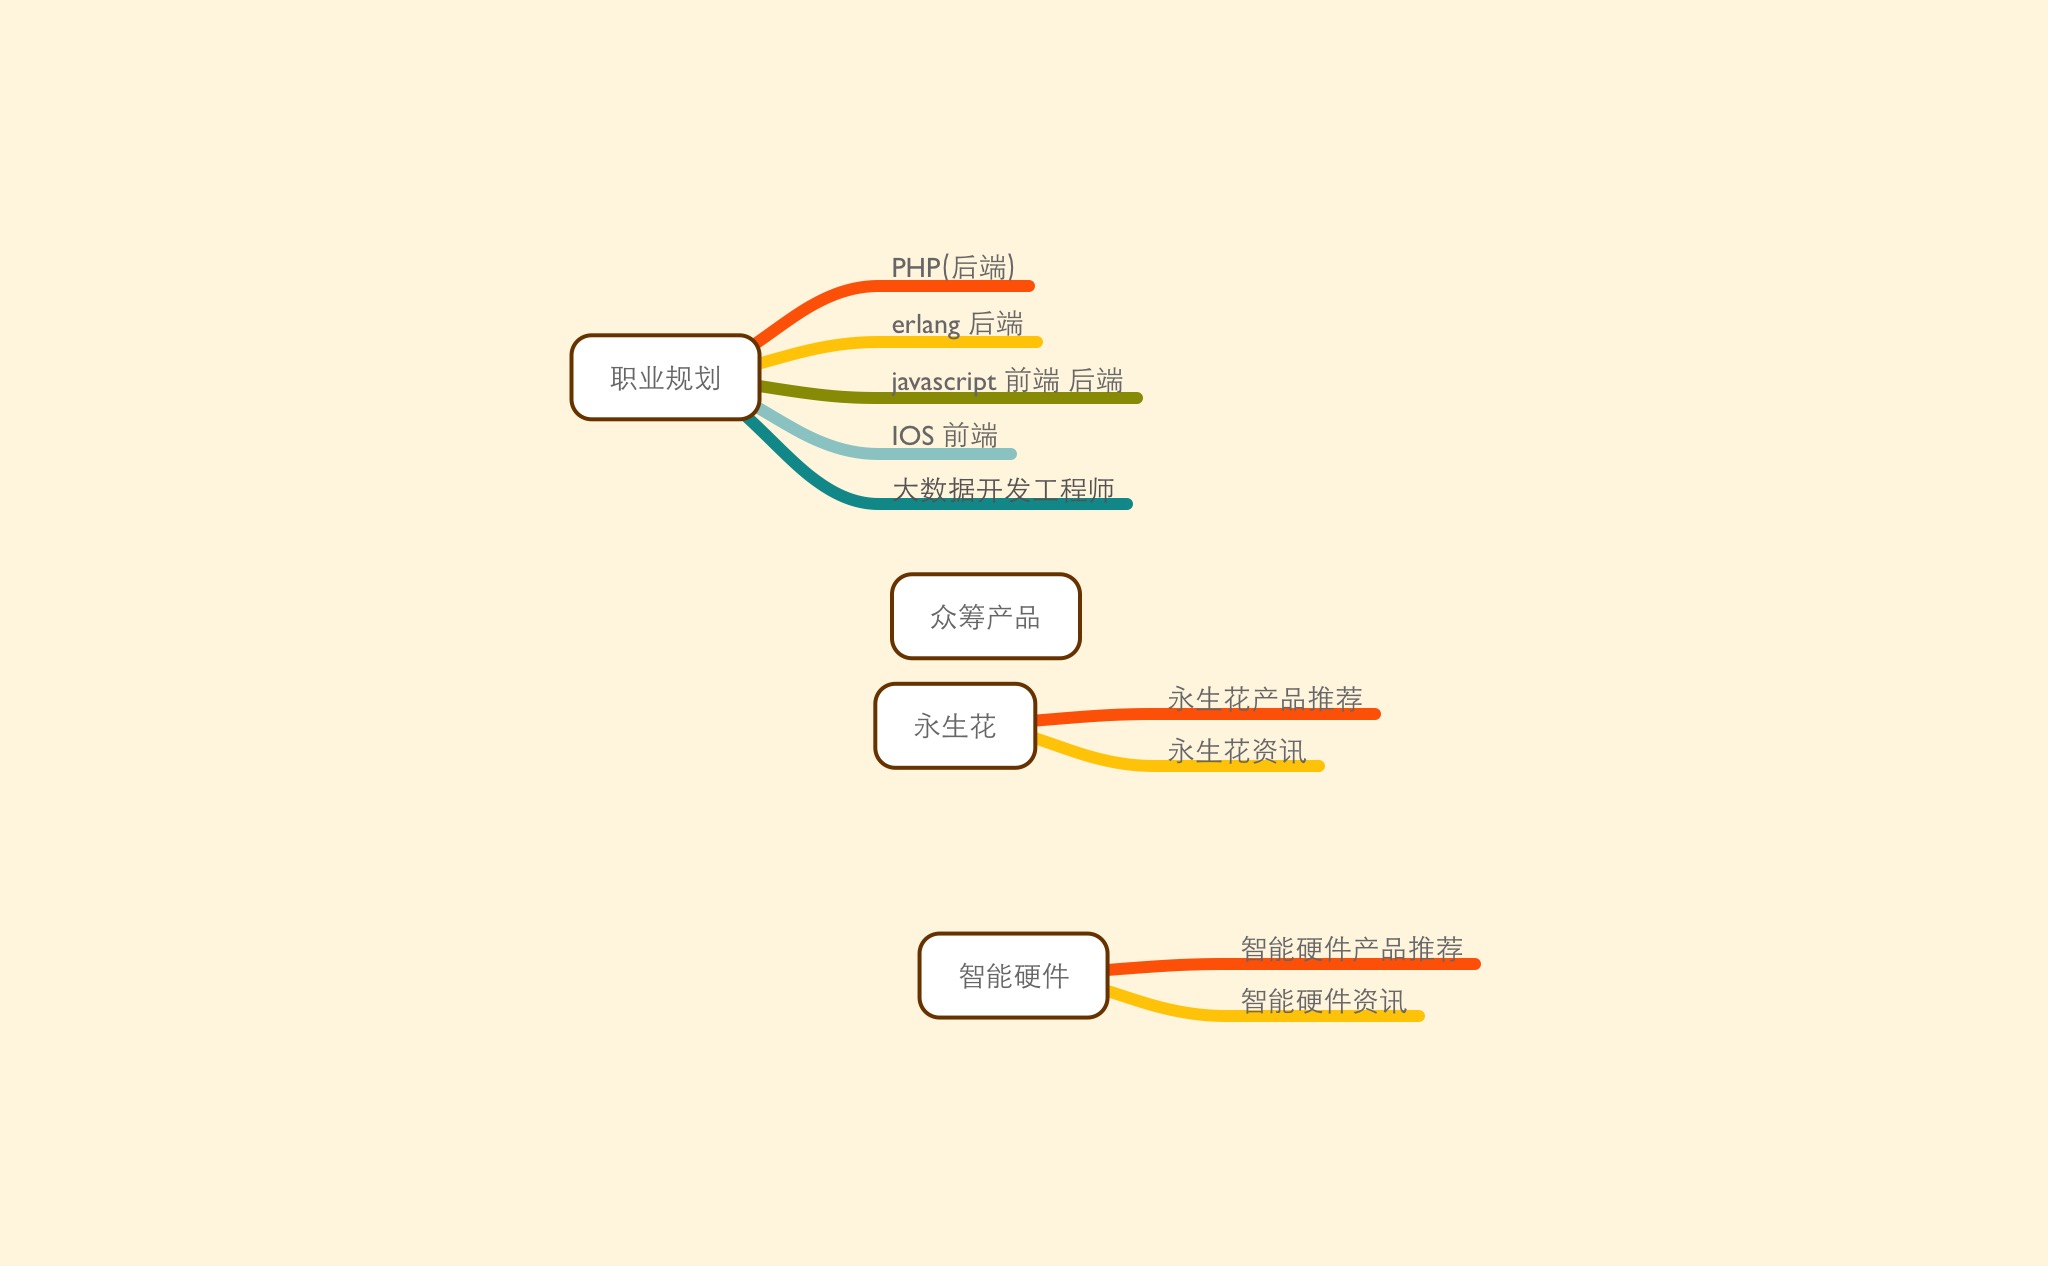 PHP(后端)
erlang 后端
职业规划
javascript 前端 后端
IOS 前端
大数据开发工程师
众筹产品
永生花产品推荐
永生花
永生花资讯
智能硬件产品推荐
智能硬件
智能硬件资讯